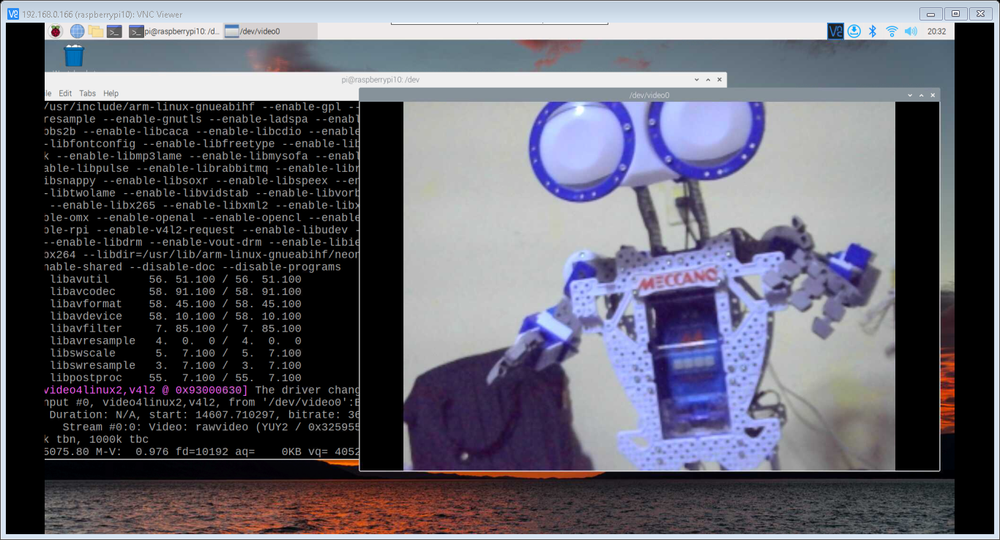 192.168.0.166 (raspberrypi10): VNC Viewer
pi@raspberrypi10: /d... /dev/video0 20:32
pi@raspberrypi10: /dev
Edit Tabs Help
/dev/video0
/usr/include/arm-linux-gnueabihf --enable-gpl --
resample --enable-gnutls --enable-ladspa --enabl
bs2b --enable-libcaca --enable-libcdio --enable
-libfontconfig --enable-libfreetype --enable-lib
k --enable-libmp3lame --enable-libmysofa --enabl
able-libpulse --enable-librabbitmq --enable-libr
ibsnappy --enable-libsoxr --enable-libspeex --en
-libtwolame --enable-libvidstab --enable-libvorb
--enable-libx265 --enable-libxml2 --enable-libx
ble-omx --enable-openal --enable-opencl --enable
ble-rpi --enable-v4l2-request --enable-libudev -
--enable-libdrm --enable-vout-drm --enable-libie
bx264 --libdir=/usr/lib/arm-linux-gnueabihf/neon
nable-shared --disable-doc --disable-programs
libavutil 56. 51.100 / 56. 51.100
libavcodec 58. 91.100 / 58. 91.100
libavformat 58. 45.100 / 58. 45.100
libavdevice 58. 10.100 / 58. 10.100
libavfilter 7. 85.100 / 7. 85.100
libavresample 4. 0. 0 / 4. 0. 0
libswscale 5. 7.100 / 5. 7.100
libswresample 3. 7.100 / 3. 7.100
libpostproc 55. 7.100 / 55. 7.100
video4linux2,v4l2 @ 0x93000630] The driver chang
nput #0, video4linux2,v4l2, from '/dev/video0':
Duration: N/A, start: 14607.710297, bitrate: 36
Stream #0:0: Video: rawvideo (YUY2 / 0x325955
k tbn, 1000k tbc
5075.80 M-V: 0.976 fd=10192 aq= 0KB vq= 4052
MECCANO